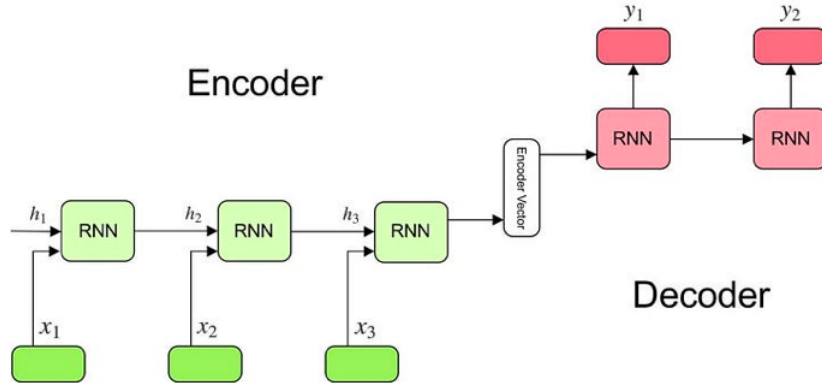 y₁ y₂
Encoder
RNN RNN
Encoder Vector
h₁ h₂ h₃
RNN RNN RNN
Decoder
x₁ x₂ x₃